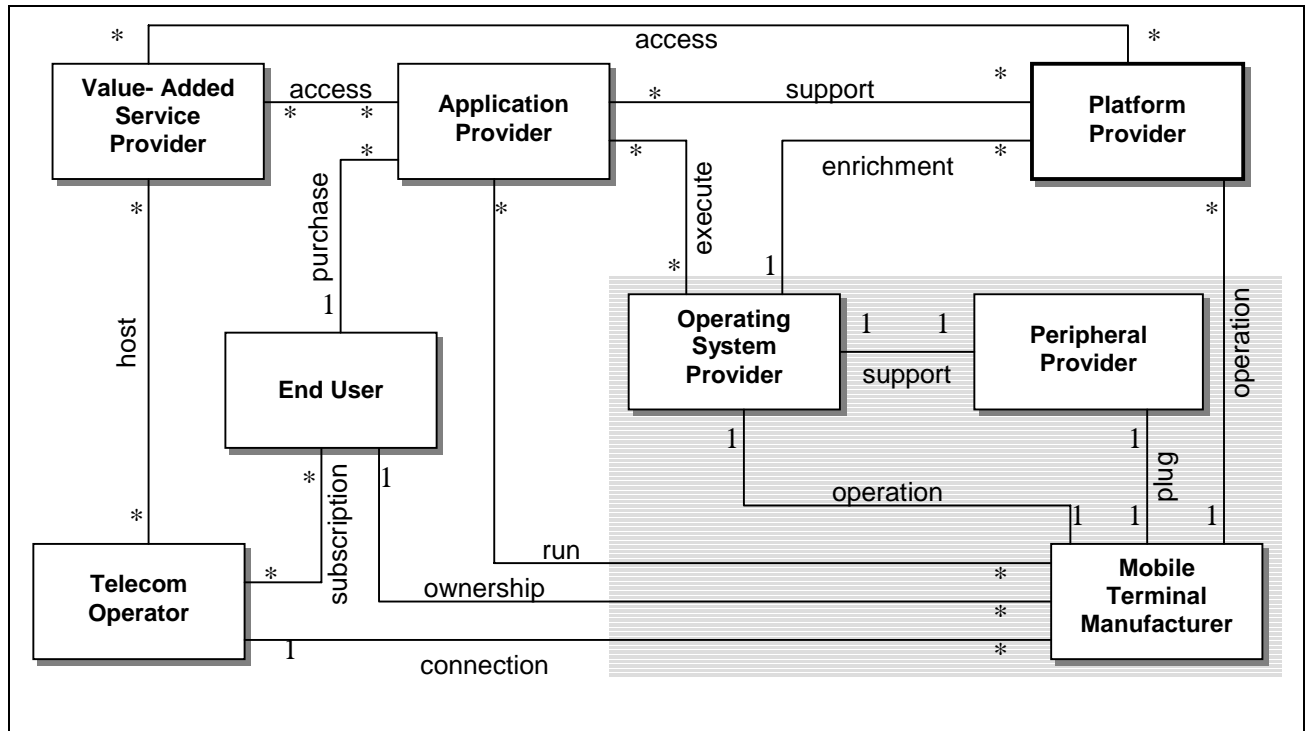 *
access
*
Value- Added
Service
Provider
access
*
*
Application
Provider
*
support
*
Platform
Provider
*
purchase
1
*
execute
*
*
enrichment
*
1
*
*
host
*
End User
Operating
System
Provider
1
1
support
Peripheral
Provider
operation
*
subscription
*
1
1
operation
1
1
plug
1
1
Telecom
Operator
run
*
ownership
*
1
connection
*
Mobile
Terminal
Manufacturer